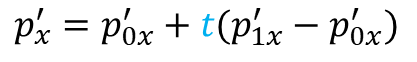 p′ₓ = p′₀ₓ + t(p′₁ₓ − p′₀ₓ)